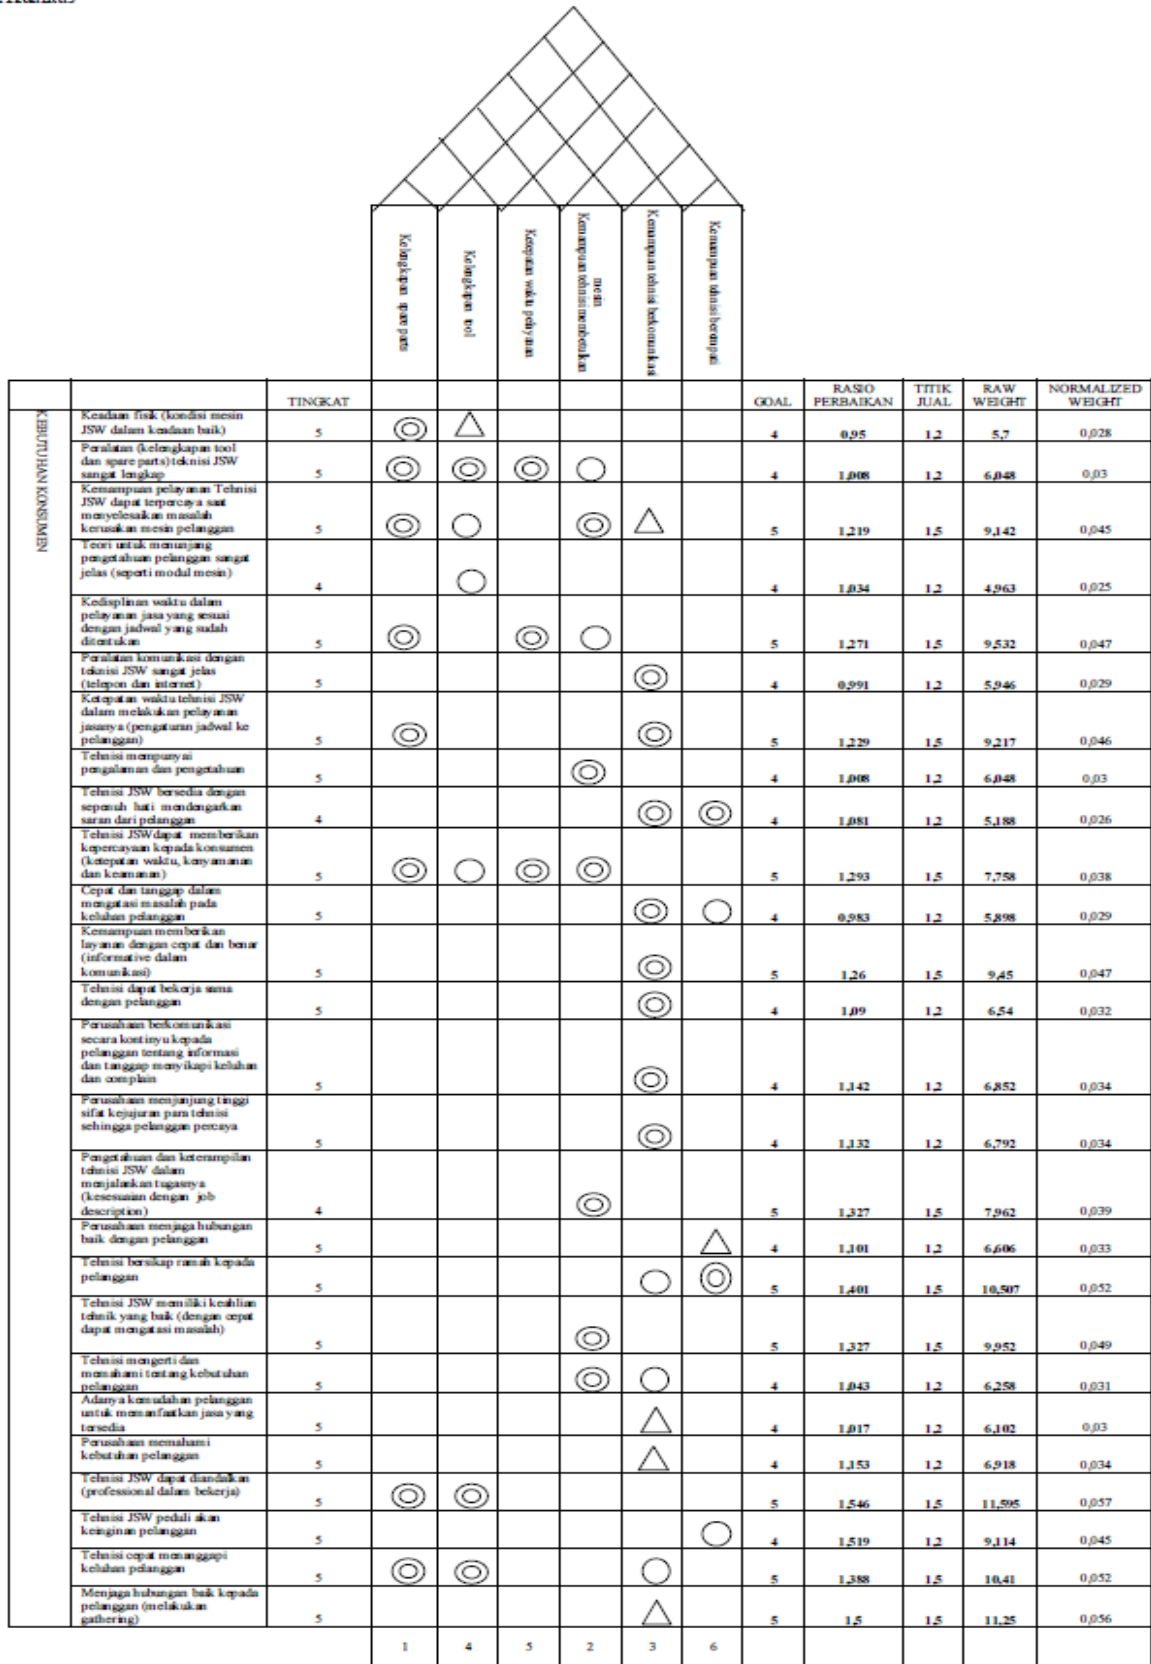 Kelengkapan spare parts
Kelengkapan tool
Ketepatan waktu pelayanan
Kemampuan tehnisi membetulkan
mesin
Kemampuan tehnisi berkomunikasi
Kemampuan tehnisi berempati
TINGKAT GOAL RASIO PERBAIKAN TITIK JUAL RAW WEIGHT NORMALIZED WEIGHT
KEBUTUHAN KONSUMEN
Keadaan fisik (kondisi mesin
JSW dalam keadaan baik)
5 4 0,95 1,2 5,7 0,028
Peralatan (kelengkapan tool
dan spare parts) teknisi JSW
sangat lengkap
5 4 1,008 1,2 6,048 0,03
Kemampuan pelayanan Tehnisi
JSW dapat terpercaya saat
menyelesaikan masalah
kerusakan mesin pelanggan
5 5 1,219 1,5 9,142 0,045
Teori untuk menunjang
pengetahuan pelanggan sangat
jelas (seperti modul mesin)
4 4 1,034 1,2 4,963 0,025
Kedisplinan waktu dalam
pelayanan jasa yang sesuai
dengan jadwal yang sudah
ditentukan
5 5 1,271 1,5 9,532 0,047
Peralatan komunikasi dengan
teknisi JSW sangat jelas
(telepon dan internet)
5 4 0,991 1,2 5,946 0,029
Ketepatan waktu tehnisi JSW
dalam melakukan pelayanan
jasanya (pengaturan jadwal ke
pelanggan)
5 5 1,229 1,5 9,217 0,046
Tehnisi mempunyai
pengalaman dan pengetahuan
5 4 1,008 1,2 6,048 0,03
Tehnisi JSW bersedia dengan
sepenuh hati mendengarkan
saran dari pelanggan
4 4 1,081 1,2 5,188 0,026
Tehnisi JSWdapat memberikan
kepercayaan kepada konsumen
(ketepatan waktu, kenyamanan
dan keamanan)
5 5 1,293 1,5 7,758 0,038
Cepat dan tanggap dalam
mengatasi masalah pada
keluhan pelanggan
5 4 0,983 1,2 5,898 0,029
Kemampuan memberikan
layanan dengan cepat dan benar
(informative dalam
komunikasi)
5 5 1,26 1,5 9,45 0,047
Tehnisi dapat bekerja sama
dengan pelanggan
5 4 1,09 1,2 6,54 0,032
Perusahaan berkomunikasi
secara kontinyu kepada
pelanggan tentang informasi
dan tanggap menyikapi keluhan
dan complain
5 4 1,142 1,2 6,852 0,034
Perusahaan menjunjung tinggi
sifat kejujuran para tehnisi
sehingga pelanggan percaya
5 4 1,132 1,2 6,792 0,034
Pengetahuan dan keterampilan
tehnisi JSW dalam
menjalankan tugasnya
(kesesuaian dengan job
description)
4 5 1,327 1,5 7,962 0,039
Perusahaan menjaga hubungan
baik dengan pelanggan
5 4 1,101 1,2 6,606 0,033
Tehnisi bersikap ramah kepada
pelanggan
5 5 1,401 1,5 10,507 0,052
Tehnisi JSW memiliki keahlian
tehnik yang baik (dengan cepat
dapat mengatasi masalah)
5 5 1,327 1,5 9,952 0,049
Tehnisi mengerti dan
memahami tentang kebutuhan
pelanggan
5 4 1,043 1,2 6,258 0,031
Adanya kemudahan pelanggan
untuk memanfaatkan jasa yang
tersedia
5 4 1,017 1,2 6,102 0,03
Perusahaan memahami
kebutuhan pelanggan
5 4 1,153 1,2 6,918 0,034
Tehnisi JSW dapat diandalkan
(professional dalam bekerja)
5 5 1,546 1,5 11,595 0,057
Tehnisi JSW peduli akan
keinginan pelanggan
5 4 1,519 1,2 9,114 0,045
Tehnisi cepat menanggapi
keluhan pelanggan
5 5 1,388 1,5 10,41 0,052
Menjaga hubungan baik kepada
pelanggan (melakukan
gathering)
5 5 1,5 1,5 11,25 0,056
1 4 5 2 3 6